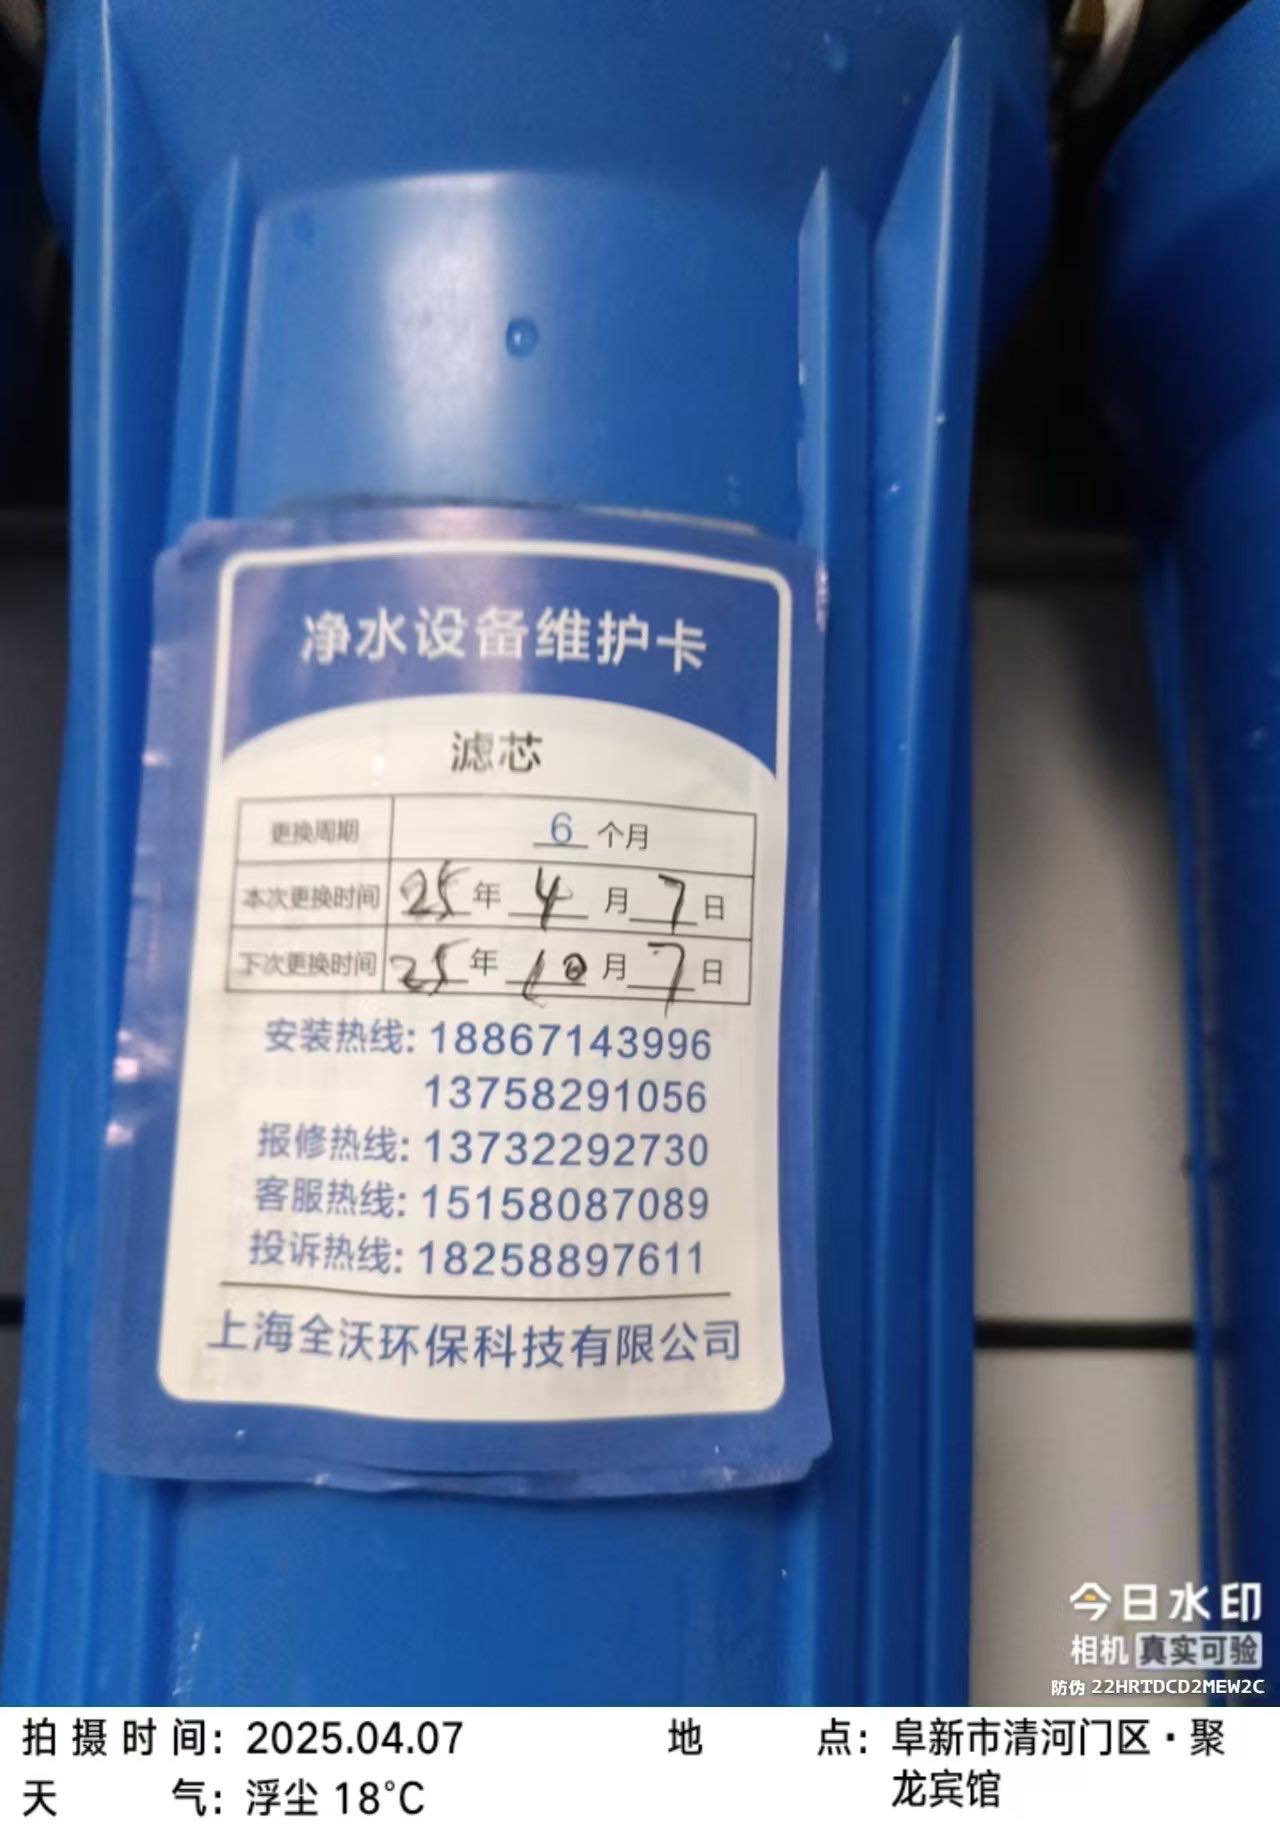 净水设备维护卡
滤芯
更换周期 6 个月
本次更换时间 25 年 4 月 7 日
下次更换时间 25 年 10 月 7 日
安装热线: 18867143996
13758291056
报修热线: 13732292730
客服热线: 15158087089
投诉热线: 18258897611
上海全沃环保科技有限公司
今日水印
相机 真实可验
防伪 22HRTDCD2MEW2C
拍摄时间: 2025.04.07
天气: 浮尘 18°C
地点: 阜新市清河门区·聚
龙宾馆